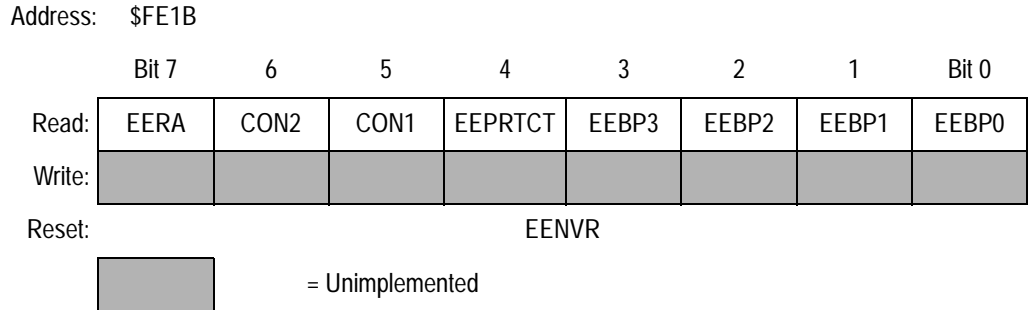 Address: $FE1B
Bit 7 6 5 4 3 2 1 Bit 0
Read: EERA CON2 CON1 EEPRTCT EEBP3 EEBP2 EEBP1 EEBP0
Write:
Reset: EENVR
= Unimplemented